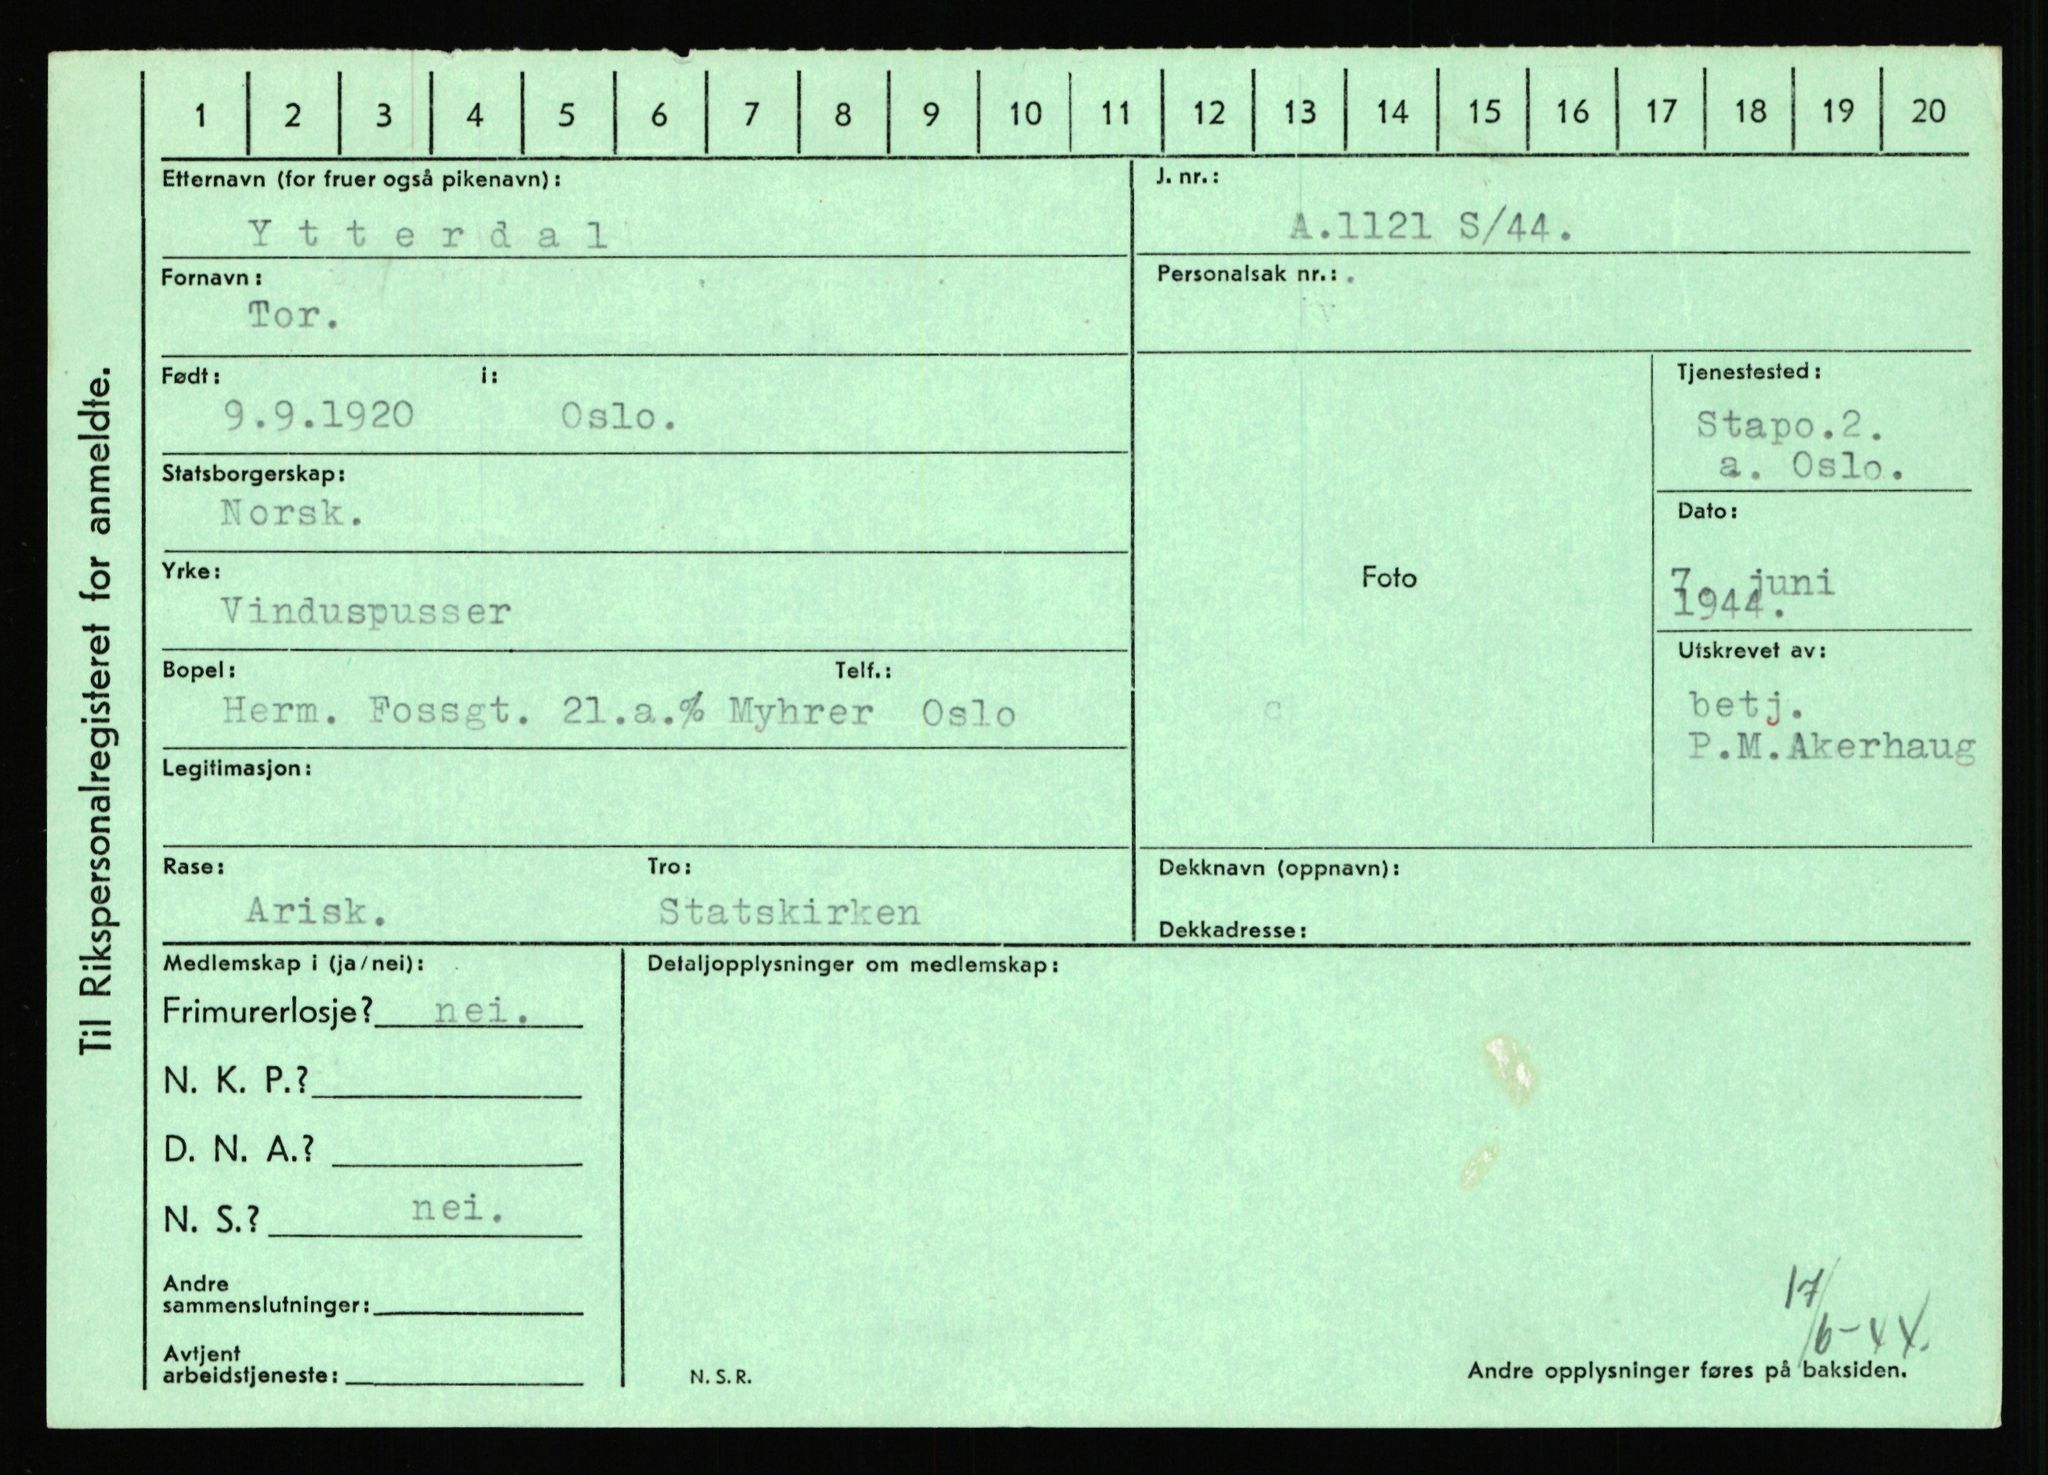 Til Rikspersonalregisteret for anmeldte.
1 2 3 4 5 6 7 8 9 10 11 12 13 14 15 16 17 18 19 20
Etternavn (for fruer også pikenavn):
Ytterdal
J. nr.:
A.1121 S/44.
Fornavn:
Tor.
Personalsak nr.:
Født: i:
9.9.1920 Oslo.
Statsborgerskap:
Norsk.
Yrke:
Vinduspusser
Bopel: Telf.:
Herm. Fossgt. 21.a.% Myhrer Oslo
Legitimasjon:
Rase: Tro:
Arisk. Statskirken
Foto
Tjenestested:
Stapo.2.
a. Oslo.
Dato:
7. juni
1944.
Utskrevet av:
betj.
P.M.Akerhaug
Dekknavn (oppnavn):
Dekkadresse:
Medlemskap i (ja/nei):
Frimurerlosje? nei.
N. K. P.?
D. N. A.?
N. S.? nei.
Andre
sammenslutninger:
Avtjent
arbeidstjeneste:
Detaljopplysninger om medlemskap:
17/6-44.
N.S.R.
Andre opplysninger føres på baksiden.